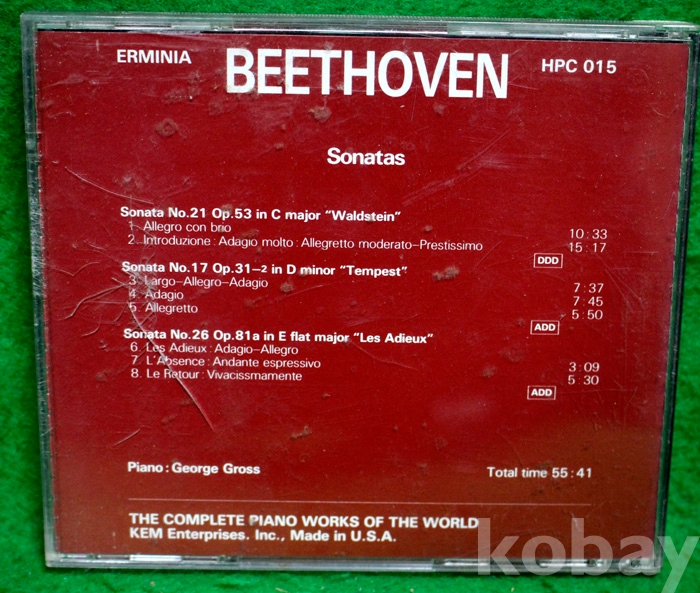 ERMINIA BEETHOVEN HPC 015
Sonatas
Sonata No.21 Op.53 in C major "Waldstein"
1. Allegro con brio 10:33
2. Introduzione: Adagio molto: Allegretto moderato–Prestissimo 15:17
DDD
Sonata No.17 Op.31–2 in D minor "Tempest"
3. Largo–Allegro–Adagio 7:37
4. Adagio 7:45
5. Allegretto 5:50
ADD
Sonata No.26 Op.81a in E flat major "Les Adieux"
6. Les Adieux: Adagio–Allegro
7. L'Absence: Andante espressivo 3:09
8. Le Retour: Vivacissmamente 5:30
ADD
Piano: George Gross Total time 55:41
THE COMPLETE PIANO WORKS OF THE WORLD
KEM Enterprises. Inc., Made in U.S.A.
kobay